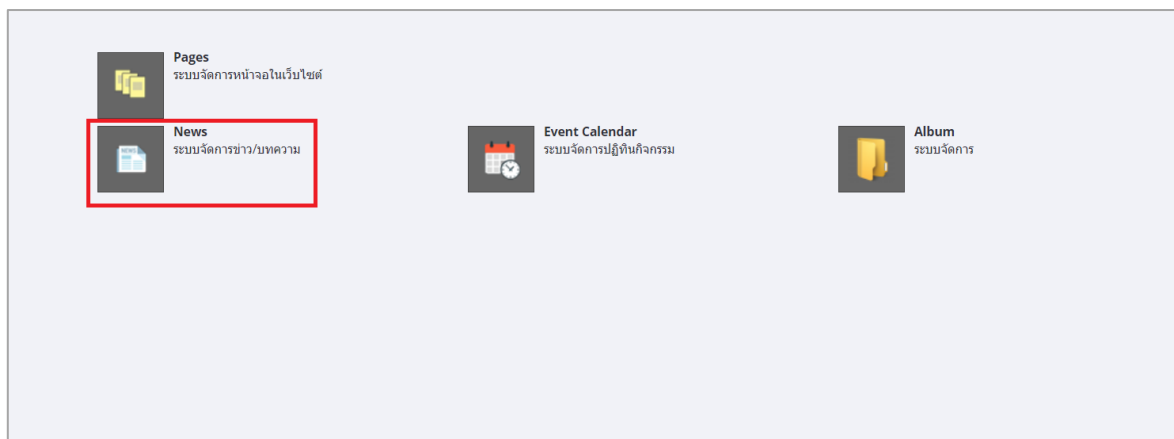 Pages
ระบบจัดการหน้าจอในเว็บไซต์
News
ระบบจัดการข่าว/บทความ
Event Calendar
ระบบจัดการปฏิทินกิจกรรม
Album
ระบบจัดการ